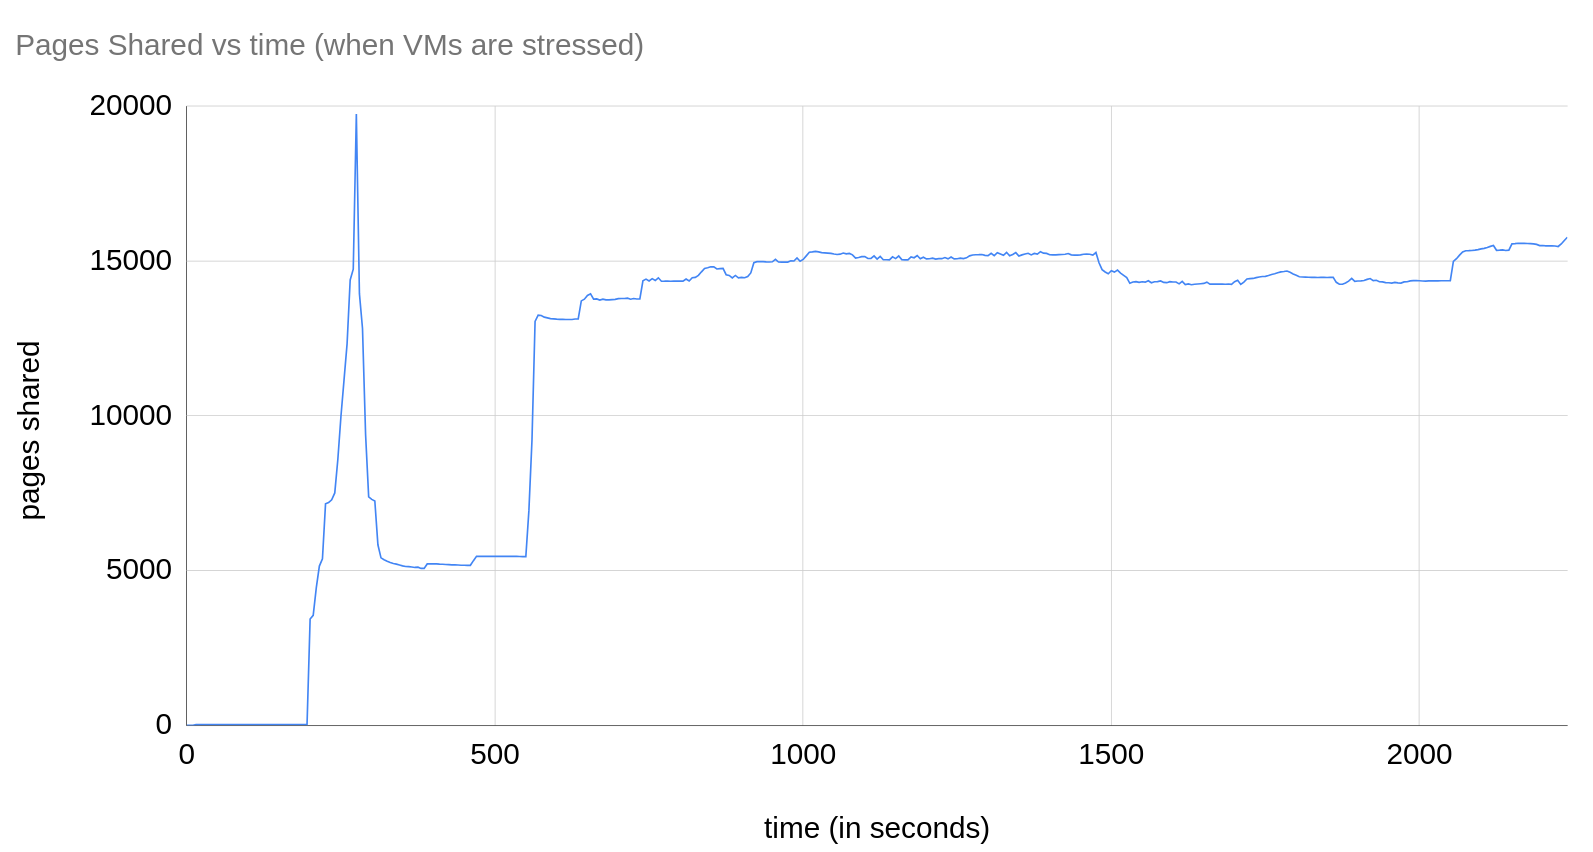 Pages Shared vs time (when VMs are stressed)
20000
15000
10000
5000
0
pages shared
0 500 1000 1500 2000
time (in seconds)